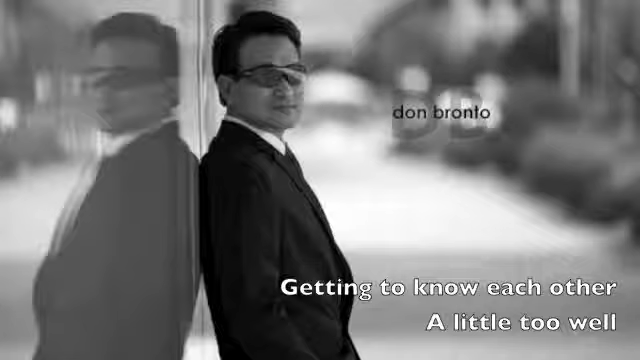 don bronto
Getting to know each other
A little too well